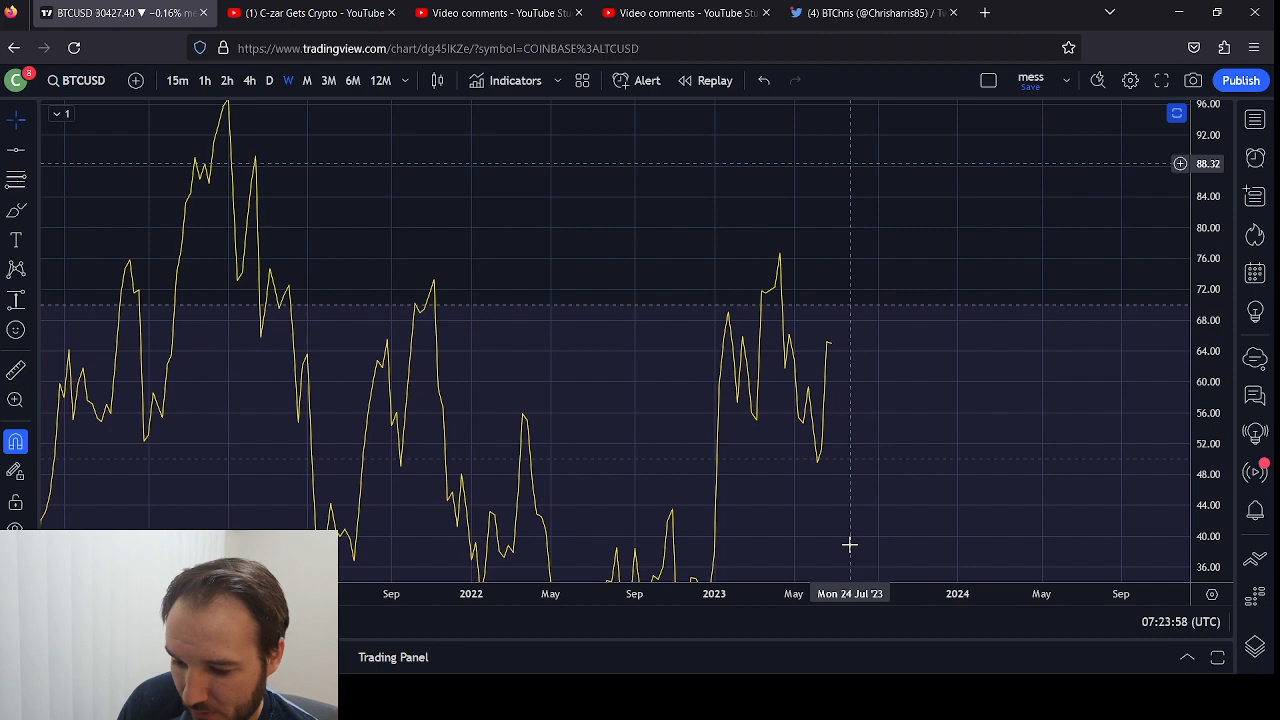 BTCUSD 30427.40 ▼ −0.16% me
C-zar Gets Crypto - YouTube
Video comments - YouTube Stu
Video comments - YouTube Stu
(4) BTChris (@Chrisharris85) / Tw
https://www.tradingview.com/chart/dg45lKZe/?symbol=COINBASE%3ALTCUSD
C 8 BTCUSD 15m 1h 2h 4h D W M 3M 6M 12M Indicators Alert Replay mess Save Publish
1
96.00
92.00
88.32
84.00
80.00
76.00
72.00
68.00
64.00
60.00
56.00
52.00
48.00
44.00
40.00
36.00
Sep 2022 May Sep 2023 May Mon 24 Jul '23 2024 May Sep
07:23:58 (UTC)
Trading Panel